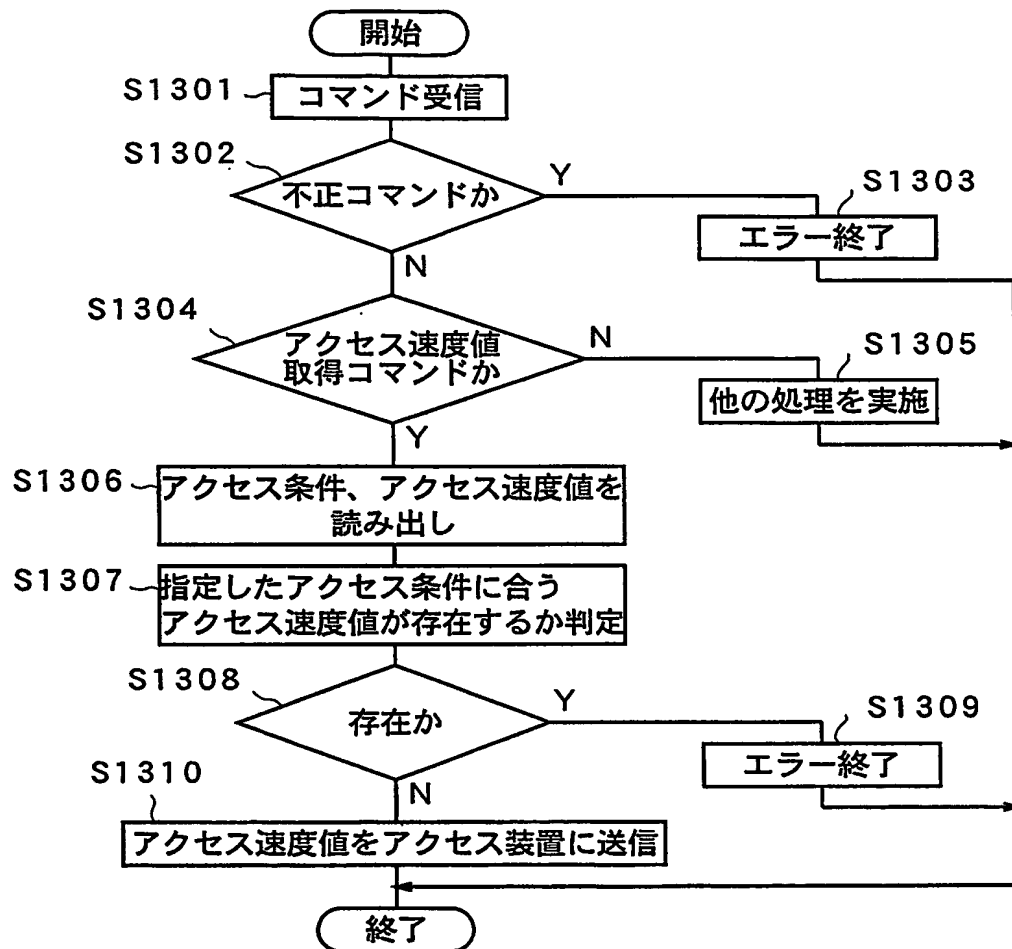 開始
S1301
コマンド受信
S1302
不正コマンドか
Y
S1303
エラー終了
N
S1304
アクセス速度値
取得コマンドか
N
S1305
他の処理を実施
Y
S1306
アクセス条件、アクセス速度値を
読み出し
S1307
指定したアクセス条件に合う
アクセス速度値が存在するか判定
S1308
存在か
Y
S1309
エラー終了
N
S1310
アクセス速度値をアクセス装置に送信
終了